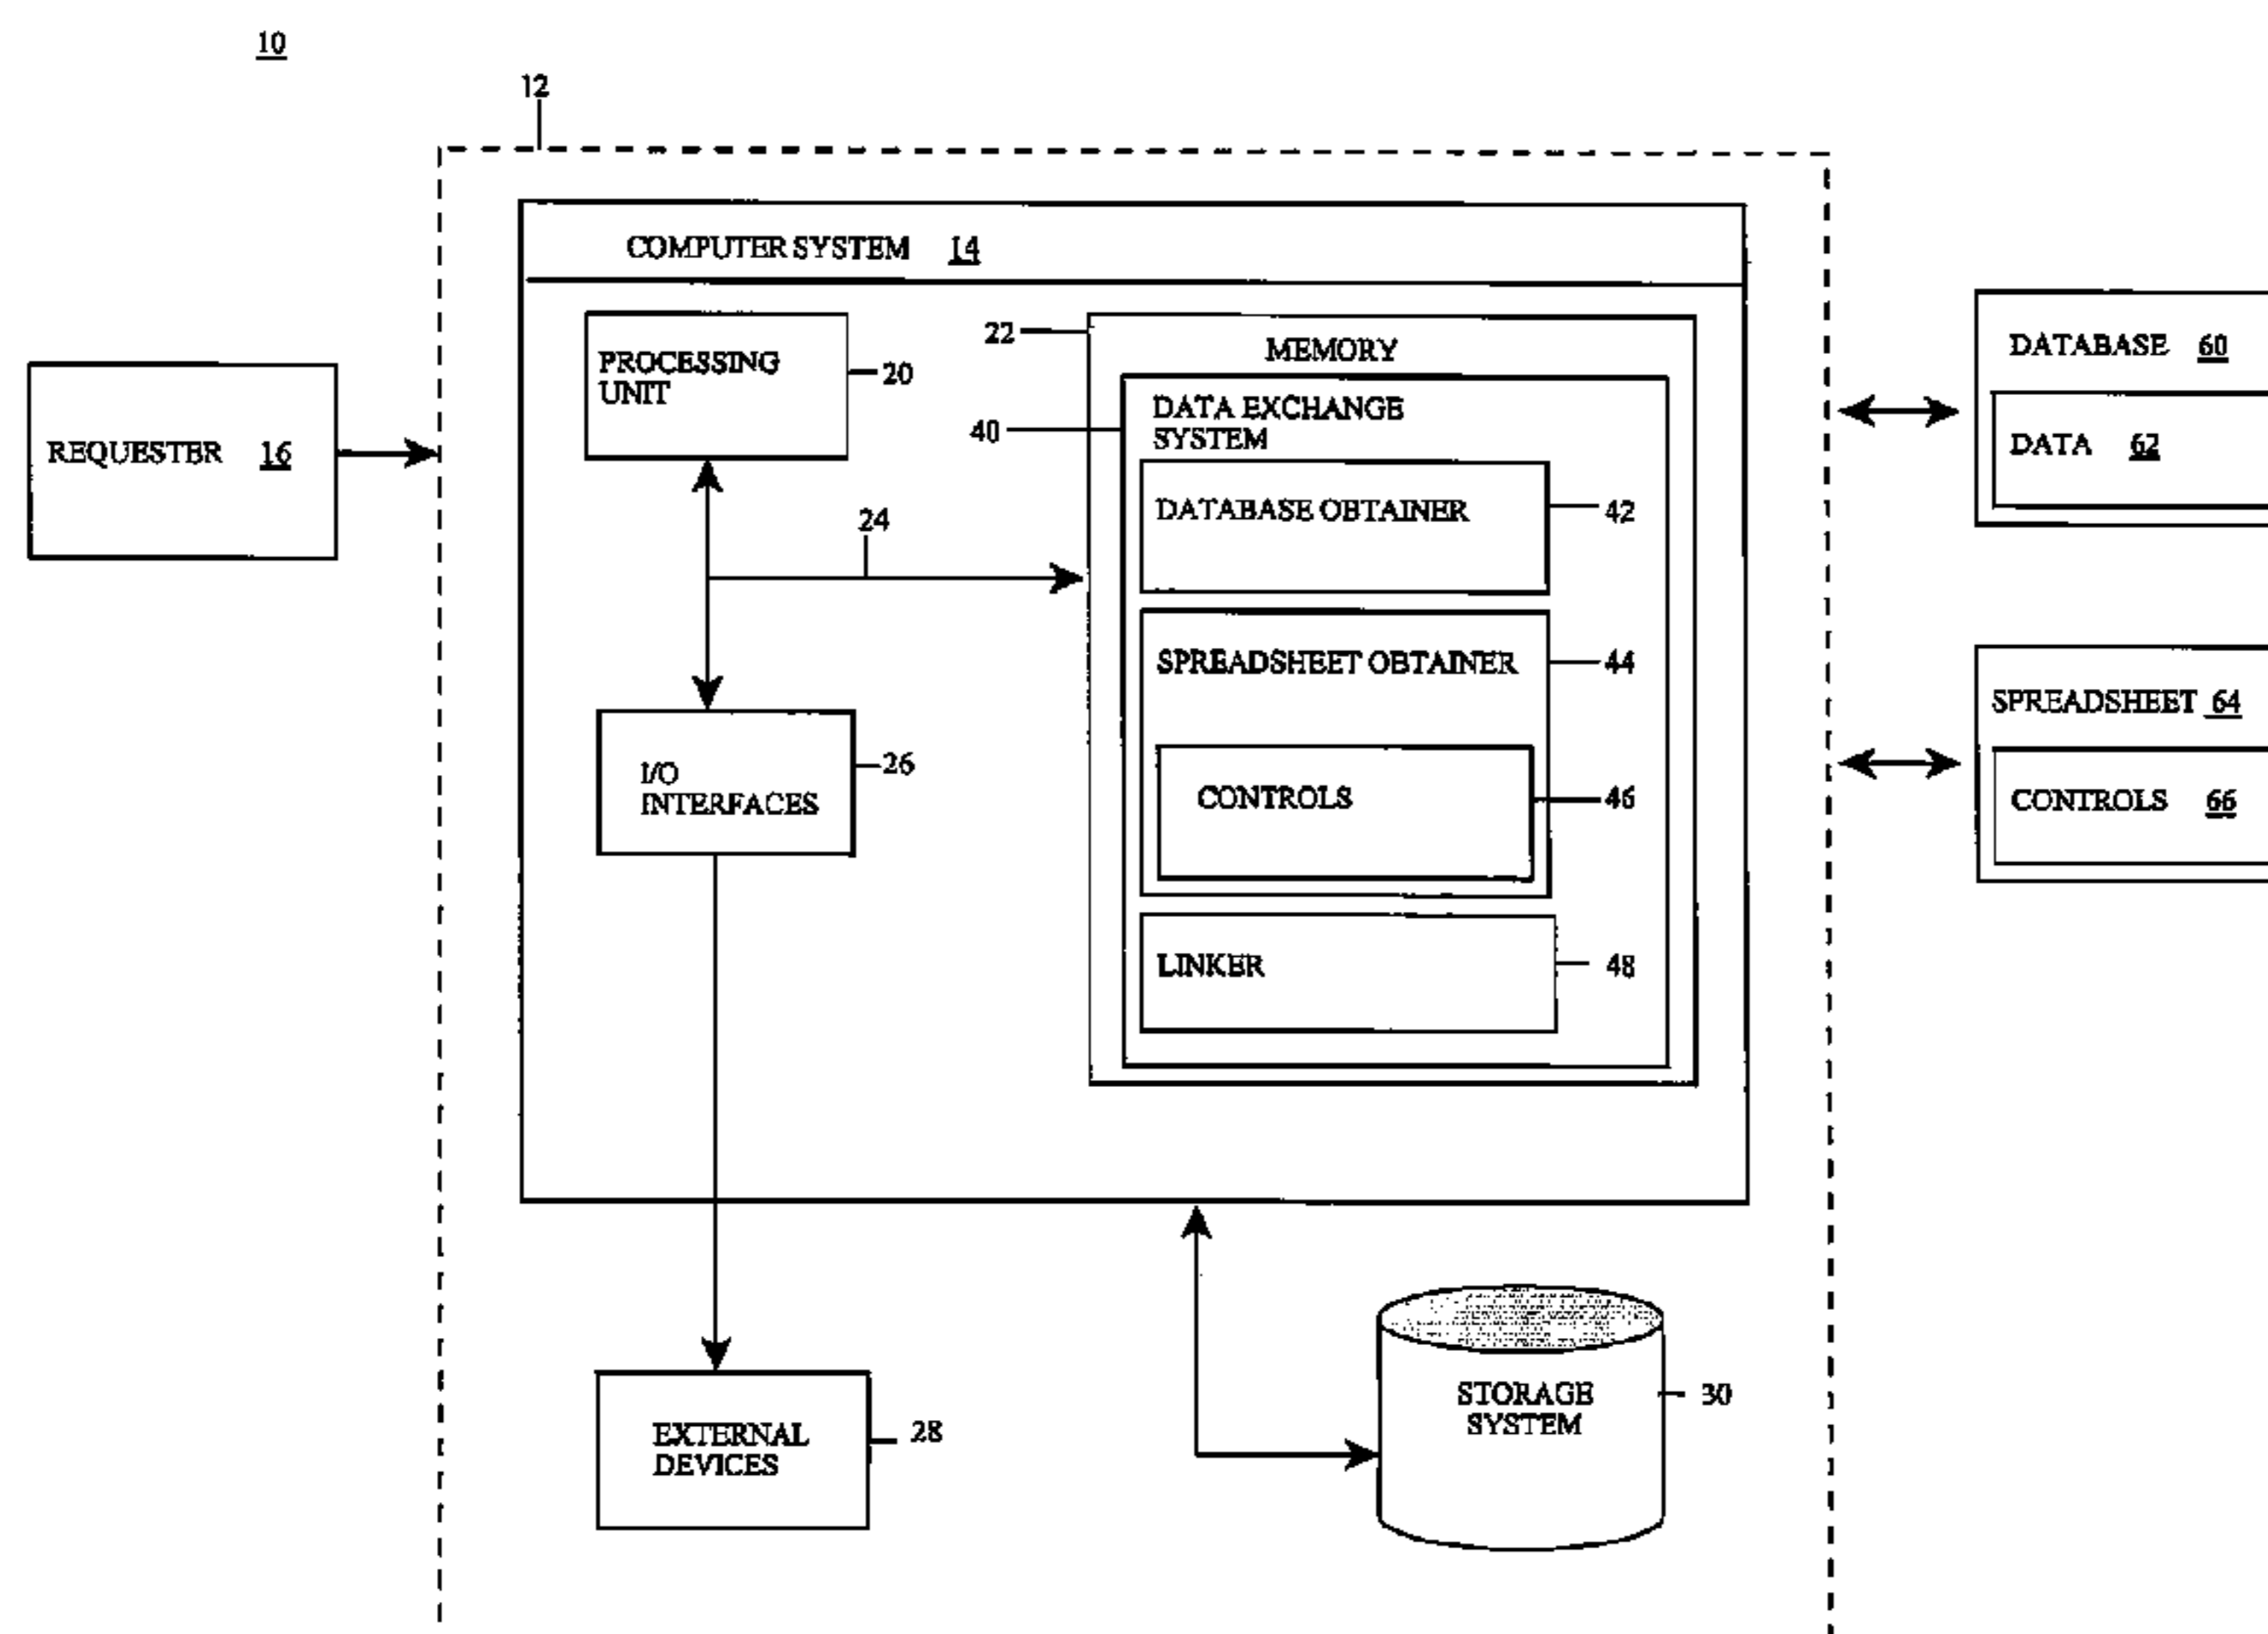 10
12
COMPUTER SYSTEM 14
PROCESSING
UNIT
20
22
MEMORY
DATABASE 60
DATA 62
REQUESTER 16
40
DATA EXCHANGE
SYSTEM
DATABASE OBTAINER
42
24
SPREADSHEET OBTAINER
44
SPREADSHEET 64
I/O
INTERFACES
26
CONTROLS
46
CONTROLS 66
LINKER
48
STORAGE
SYSTEM
30
EXTERNAL
DEVICES
28